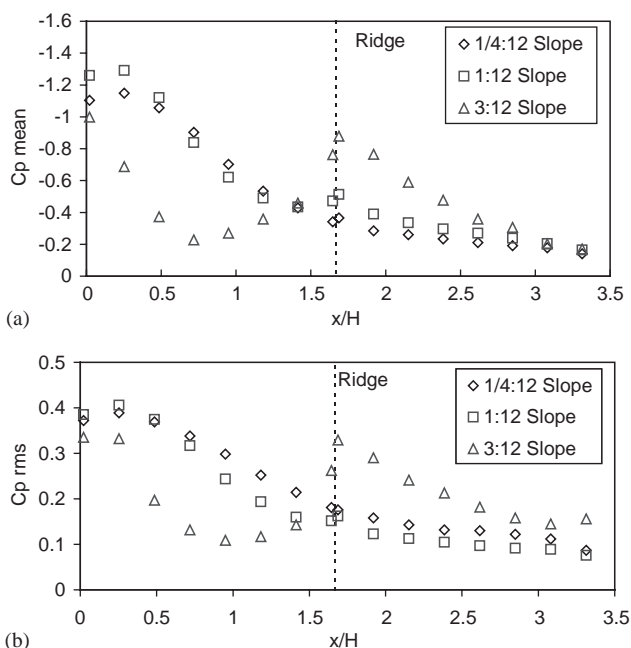 -1.6
-1.4
-1.2
-1
-0.8
-0.6
-0.4
-0.2
0
Cp mean
Ridge
1/4:12 Slope
1:12 Slope
3:12 Slope
0
0.5
1
1.5
2
2.5
3
3.5
(a)
x/H
0.5
0.4
0.3
0.2
0.1
0
Cp rms
Ridge
1/4:12 Slope
1:12 Slope
3:12 Slope
0
0.5
1
1.5
2
2.5
3
3.5
(b)
x/H